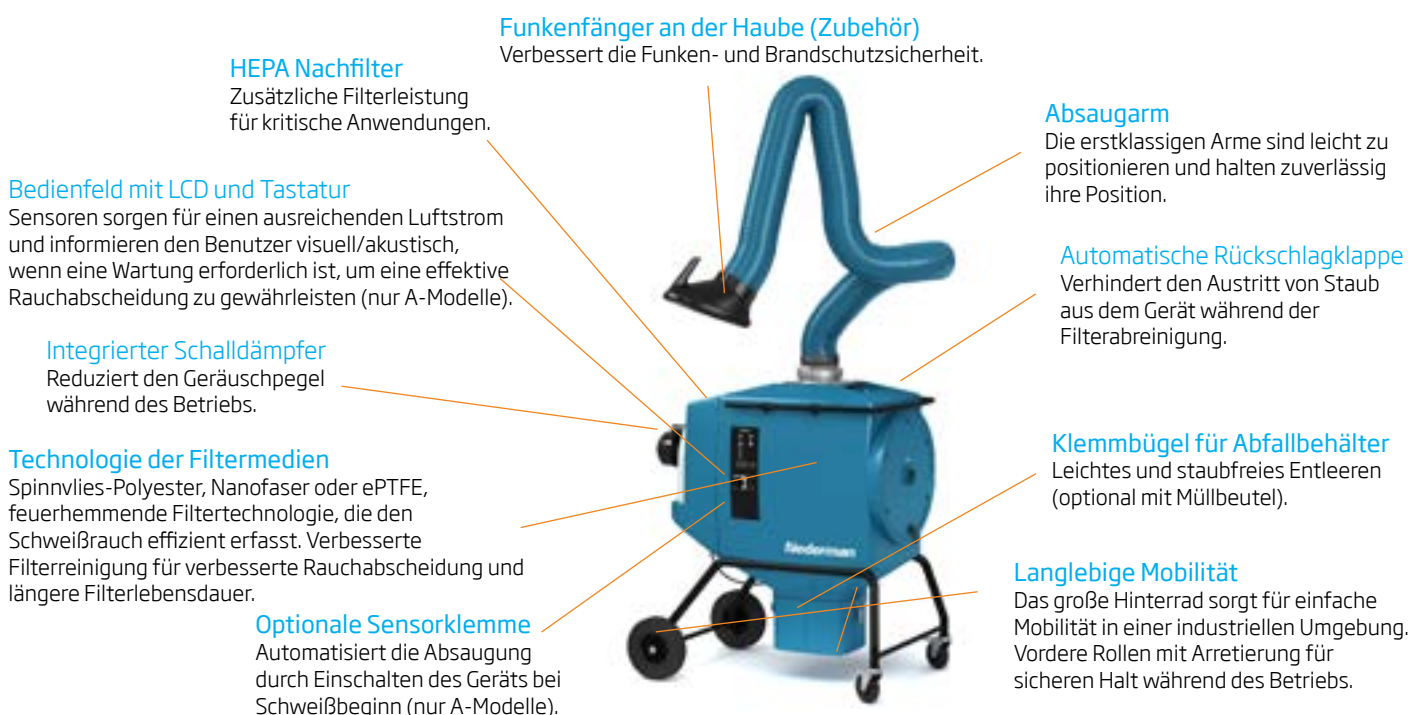 Funkenfänger an der Haube (Zubehör)
Verbessert die Funken- und Brandschutzsicherheit.
HEPA Nachfilter
Zusätzliche Filterleistung
für kritische Anwendungen.
Absaugarm
Die erstklassigen Arme sind leicht zu
positionieren und halten zuverlässig
ihre Position.
Bedienfeld mit LCD und Tastatur
Sensoren sorgen für einen ausreichenden Luftstrom
und informieren den Benutzer visuell/akustisch,
wenn eine Wartung erforderlich ist, um eine effektive
Rauchabscheidung zu gewährleisten (nur A-Modelle).
Automatische Rückschlagklappe
Verhindert den Austritt von Staub
aus dem Gerät während der
Filterabreinigung.
Integrierter Schalldämpfer
Reduziert den Geräuschpegel
während des Betriebs.
Klemmbügel für Abfallbehälter
Leichtes und staubfreies Entleeren
(optional mit Müllbeutel).
Technologie der Filtermedien
Spinnvlies-Polyester, Nanofaser oder ePTFE,
feuerhemmende Filtertechnologie, die den
Schweißrauch effizient erfasst. Verbesserte
Filterreinigung für verbesserte Rauchabscheidung und
längere Filterlebensdauer.
Nederman
Langlebige Mobilität
Das große Hinterrad sorgt für einfache
Mobilität in einer industriellen Umgebung.
Vordere Rollen mit Arretierung für
sicheren Halt während des Betriebs.
Optionale Sensorklemme
Automatisiert die Absaugung
durch Einschalten des Geräts bei
Schweißbeginn (nur A-Modelle).